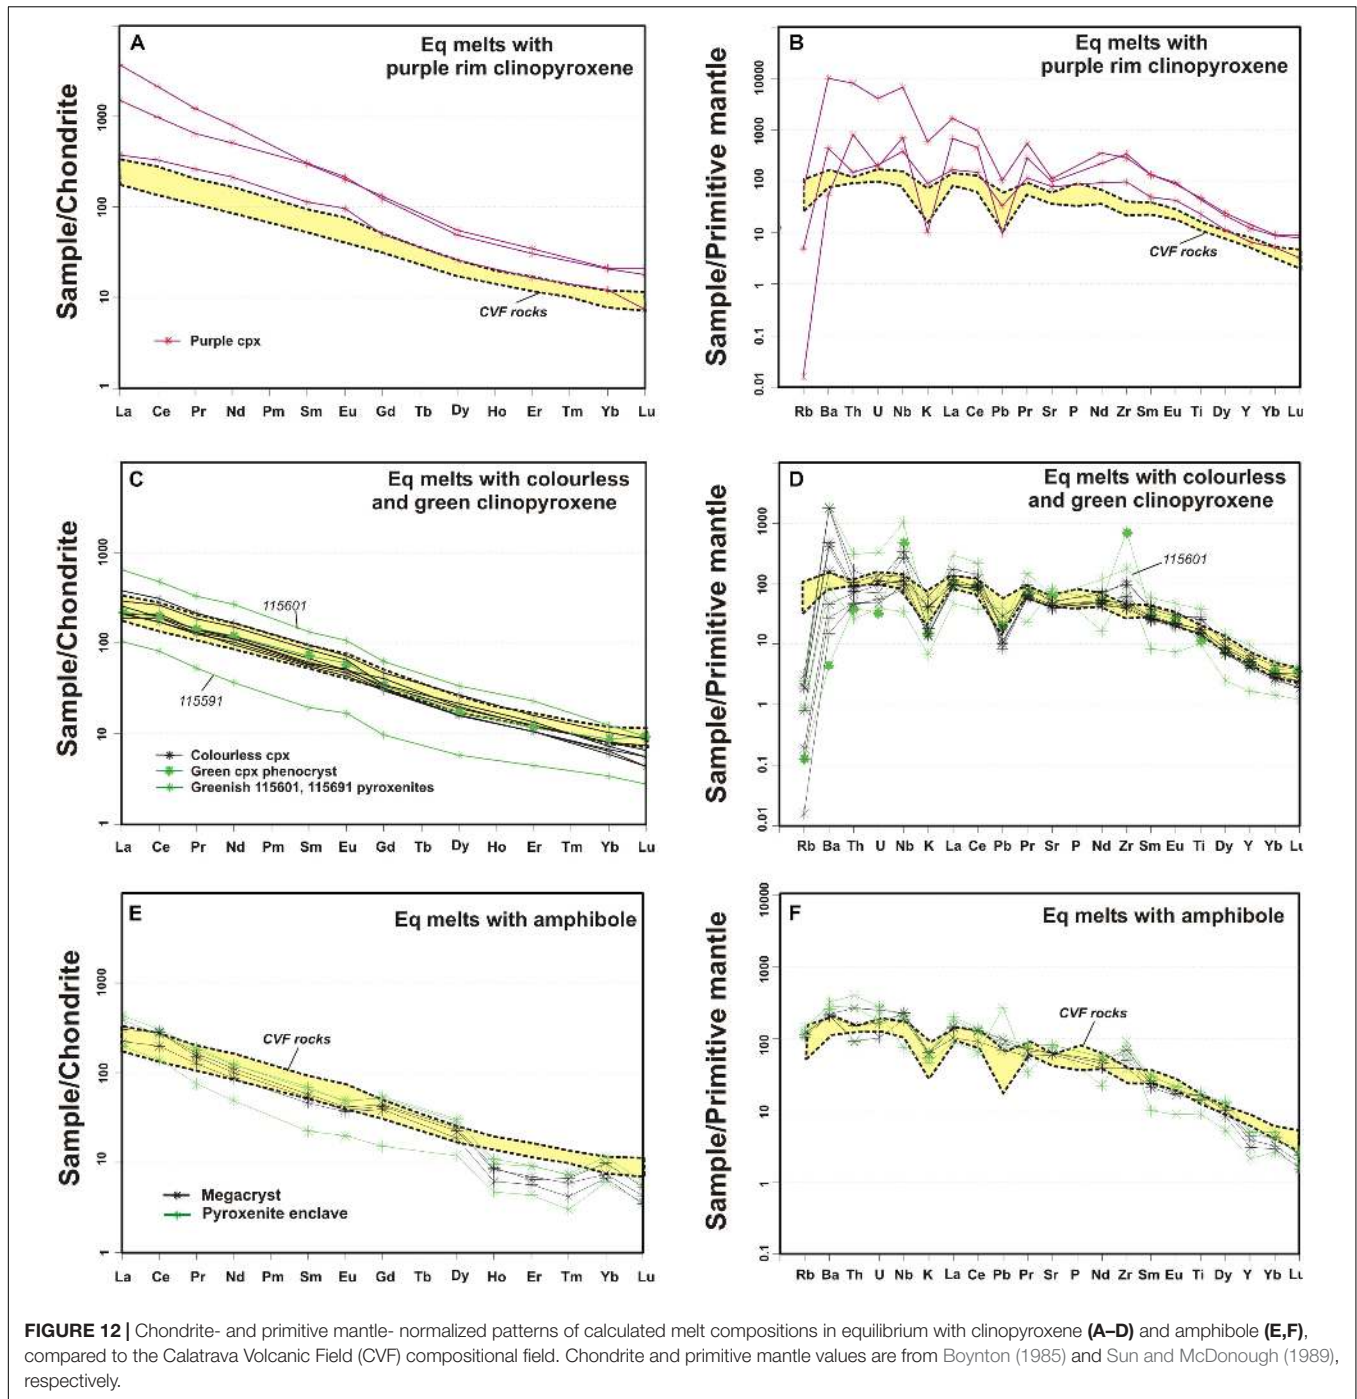 A
Eq melts with
purple rim clinopyroxene
Sample/Chondrite
1000
100
10
1
CVF rocks
Purple cpx
La Ce Pr Nd Pm Sm Eu Gd Tb Dy Ho Er Tm Yb Lu
B
Eq melts with
purple rim clinopyroxene
Sample/Primitive mantle
10000
1000
100
10
1
0.1
0.01
CVF rocks
Rb Ba Th U Nb K La Ce Pb Pr Sr P Nd Zr Sm Eu Ti Dy Y Yb Lu
C
Eq melts with colourless
and green clinopyroxene
Sample/Chondrite
1000
100
10
1
115601
115591
Colourless cpx
Green cpx phenocryst
Greenish 115601, 115691 pyroxenites
La Ce Pr Nd Pm Sm Eu Gd Tb Dy Ho Er Tm Yb Lu
D
Eq melts with colourless
and green clinopyroxene
Sample/Primitive mantle
1000
100
10
1
0.1
0.01
115601
Rb Ba Th U Nb K La Ce Pb Pr Sr P Nd Zr Sm Eu Ti Dy Y Yb Lu
E
Eq melts with amphibole
Sample/Chondrite
1000
100
10
1
CVF rocks
Megacryst
Pyroxenite enclave
La Ce Pr Nd Pm Sm Eu Gd Tb Dy Ho Er Tm Yb Lu
F
Eq melts with amphibole
Sample/Primitive mantle
10000
1000
100
10
1
0.1
CVF rocks
Rb Ba Th U Nb K La Ce Pb Pr Sr P Nd Zr Sm Eu Ti Dy Y Yb Lu
FIGURE 12 | Chondrite- and primitive mantle- normalized patterns of calculated melt compositions in equilibrium with clinopyroxene (A–D) and amphibole (E,F),
compared to the Calatrava Volcanic Field (CVF) compositional field. Chondrite and primitive mantle values are from Boynton (1985) and Sun and McDonough (1989),
respectively.